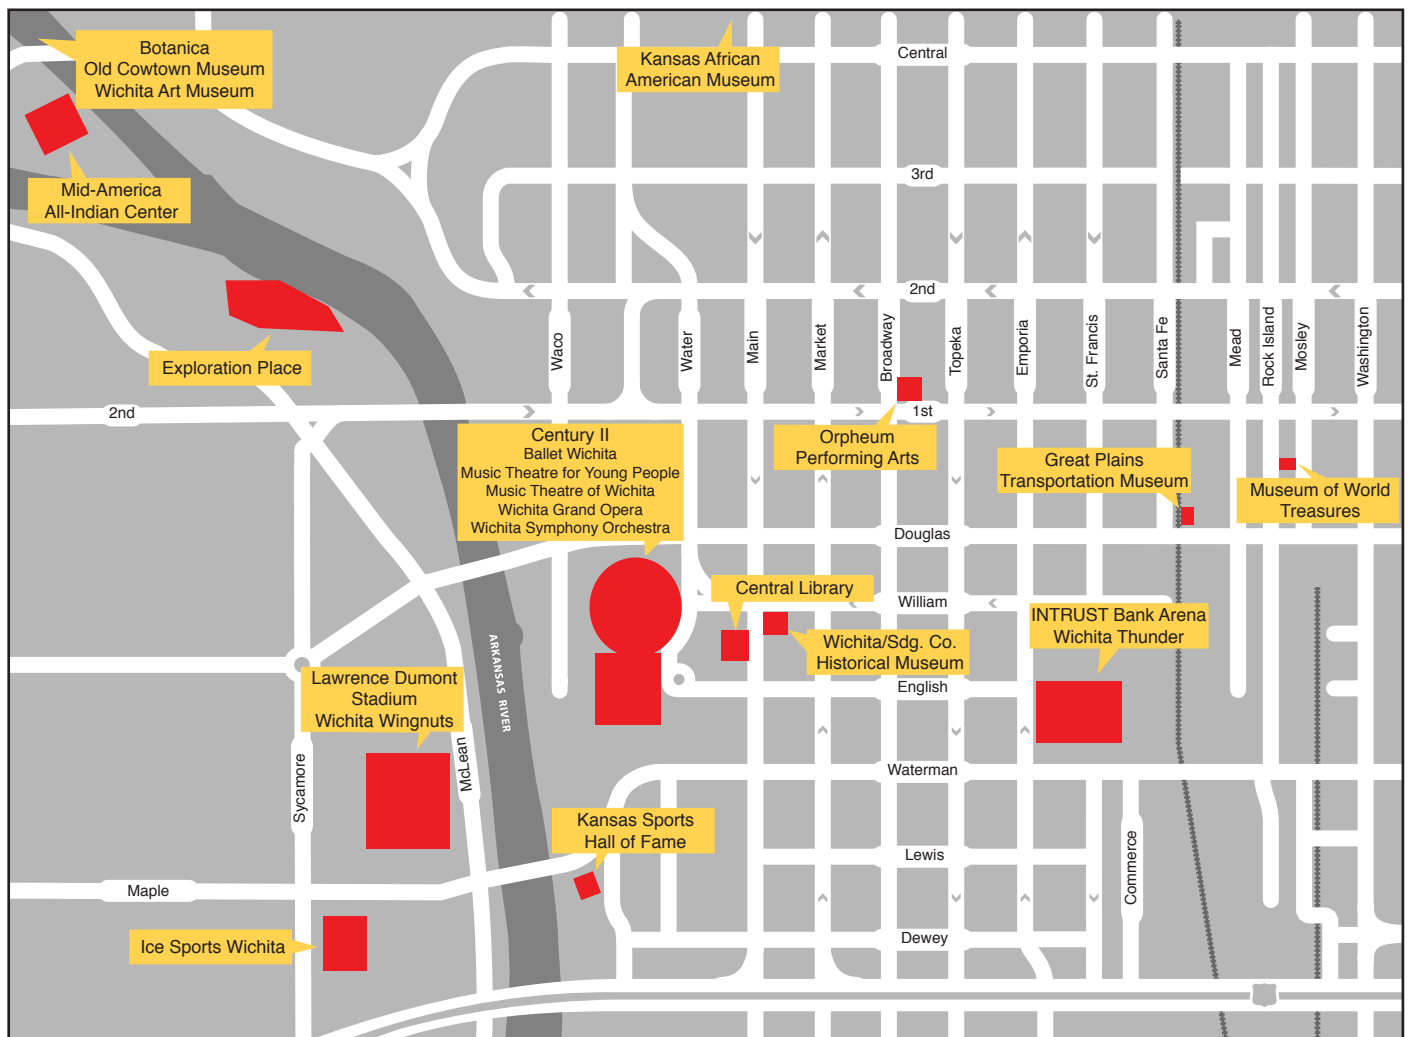 Botanica
Old Cowtown Museum
Wichita Art Museum
Kansas African
American Museum
Central
Mid-America
All-Indian Center
3rd
2nd
Exploration Place
Waco
Water
Main
Market
Broadway
Topeka
Emporia
St. Francis
Santa Fe
Mead
Rock Island
Mosley
Washington
2nd
1st
Century II
Ballet Wichita
Music Theatre for Young People
Music Theatre of Wichita
Wichita Grand Opera
Wichita Symphony Orchestra
Orpheum
Performing Arts
Great Plains
Transportation Museum
Museum of World
Treasures
Douglas
Central Library
William
INTRUST Bank Arena
Wichita Thunder
Wichita/Sdg. Co.
Historical Museum
ARKANSAS RIVER
English
Lawrence Dumont
Stadium
Wichita Wingnuts
Sycamore
McLean
Waterman
Kansas Sports
Hall of Fame
Lewis
Commerce
Maple
Ice Sports Wichita
Dewey